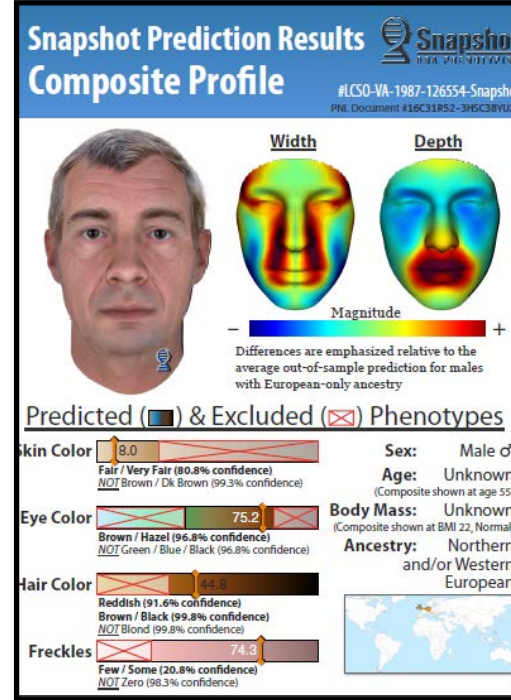 Snapshot Prediction Results
Composite Profile
Snapsho
DNA PHENOTYPIN
#LCSO-VA-1987-126554-Snapsho
PNL Document #16C31R52-3HSC38YU2
Width Depth
Magnitude
− +
Differences are emphasized relative to the
average out-of-sample prediction for males
with European-only ancestry
Predicted ( ) & Excluded ( ) Phenotypes
Skin Color
8.0
Fair / Very Fair (80.8% confidence)
NOT Brown / Dk Brown (99.3% confidence)
Eye Color
75.2
Brown / Hazel (96.8% confidence)
NOT Green / Blue / Black (96.8% confidence)
Hair Color
44.8
Reddish (91.6% confidence)
Brown / Black (99.8% confidence)
NOT Blond (99.8% confidence)
Freckles
74.3
Few / Some (20.8% confidence)
NOT Zero (98.3% confidence)
Sex: Male ♂
Age: Unknown
(Composite shown at age 55
Body Mass: Unknown
(Composite shown at BMI 22, Normal
Ancestry: Northern
and/or Western
European